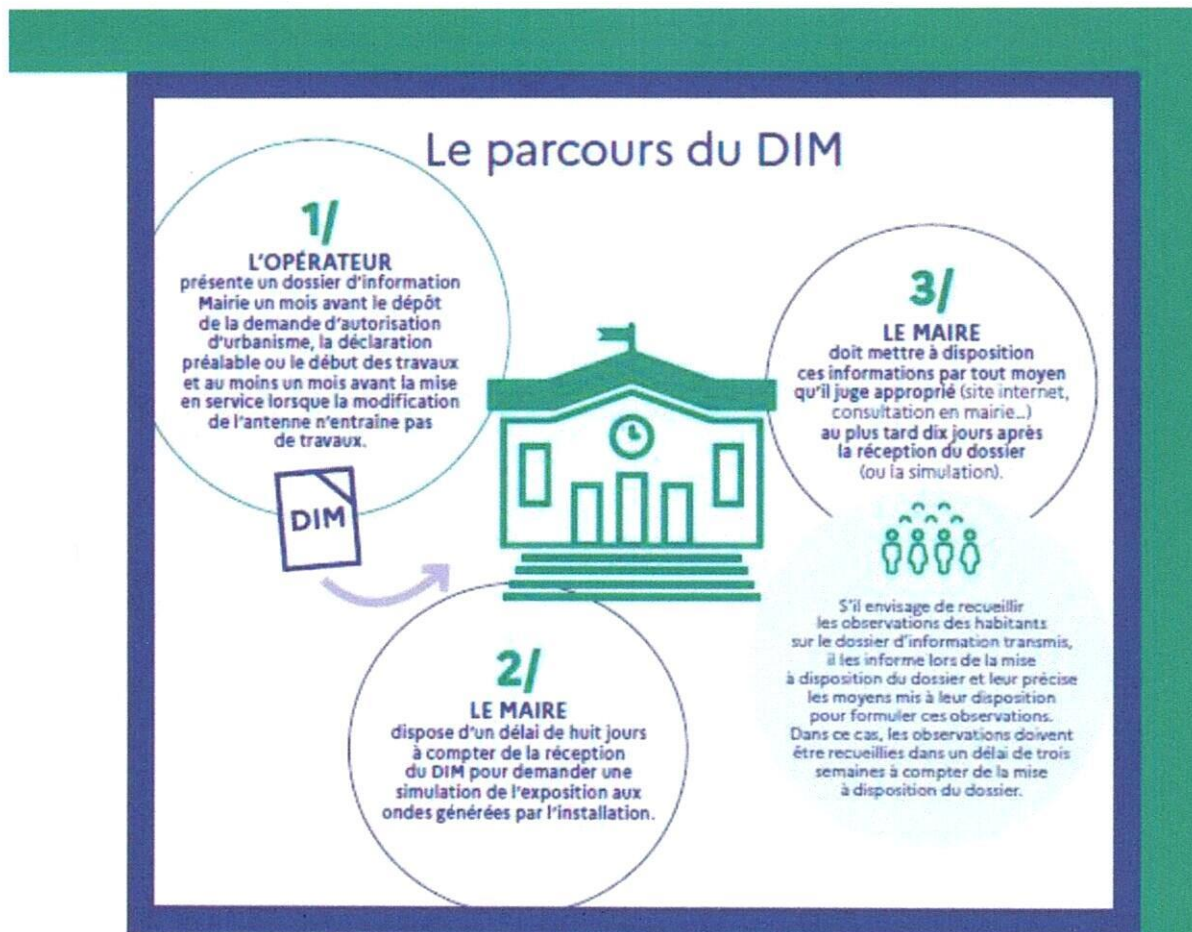 Le parcours du DIM
1/
L'OPÉRATEUR
présente un dossier d'information
Mairie un mois avant le dépôt
de la demande d'autorisation
d'urbanisme, la déclaration
préalable ou le début des travaux
et au moins un mois avant la mise
en service lorsque la modification
de l'antenne n'entraîne pas
de travaux.
DIM
2/
LE MAIRE
dispose d'un délai de huit jours
à compter de la réception
du DIM pour demander une
simulation de l'exposition aux
ondes générées par l'installation.
3/
LE MAIRE
doit mettre à disposition
ces informations par tout moyen
qu'il juge approprié (site internet,
consultation en mairie...)
au plus tard dix jours après
la réception du dossier
(ou la simulation).
S'il envisage de recueillir
les observations des habitants
sur le dossier d'information transmis,
il les informe lors de la mise
à disposition du dossier et leur précise
les moyens mis à leur disposition
pour formuler ces observations.
Dans ce cas, les observations doivent
être recueillies dans un délai de trois
semaines à compter de la mise
à disposition du dossier.